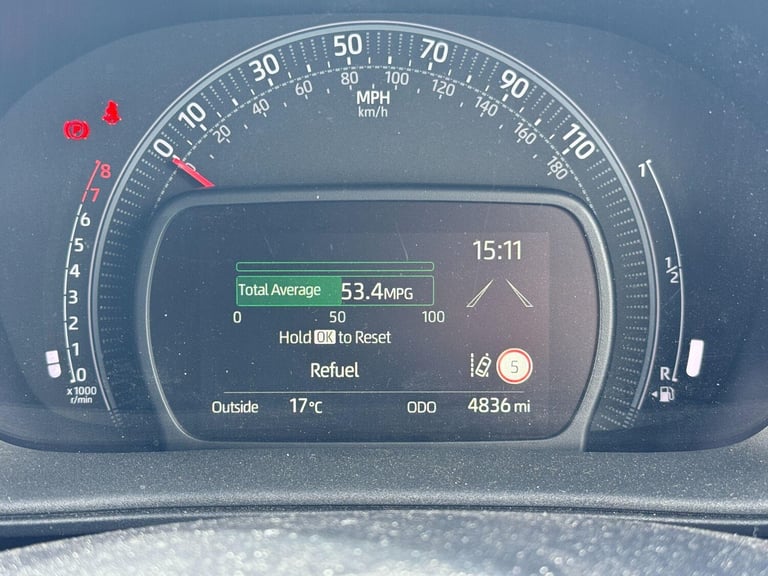 0 10 30 50 70 90 110
20 40 60 80 100 120 140 160 180
MPH
km/h
8
7
6
5
4
3
2
1
0
x1000
r/min
P
1
1/2
R
15:11
Total Average 53.4MPG
0 50 100
Hold OK to Reset
Refuel
5
Outside 17°C ODO 4836 mi